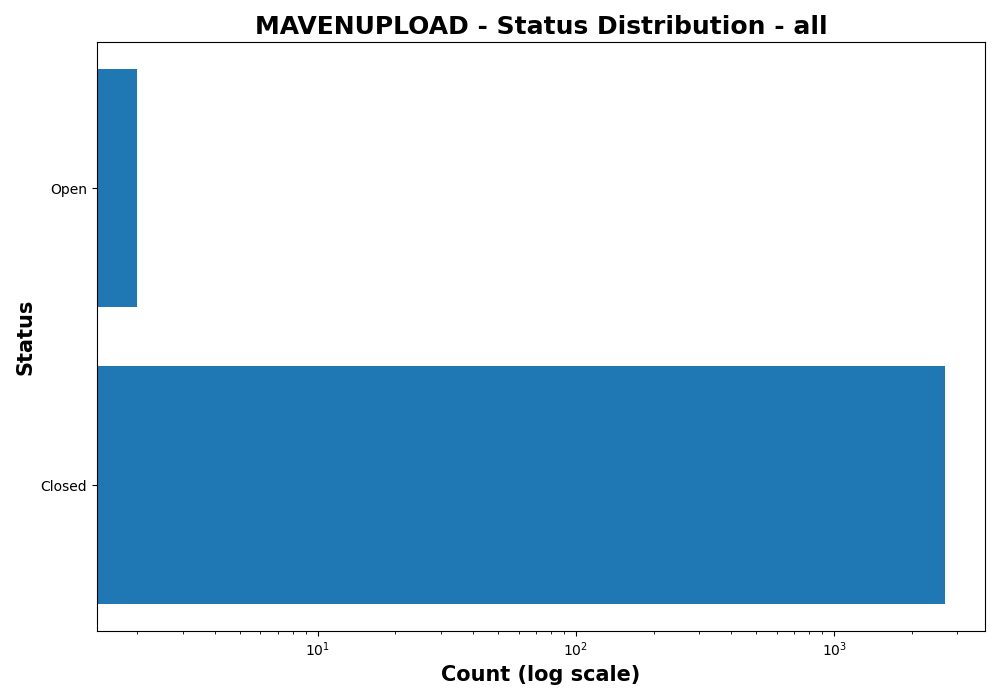 MAVENUPLOAD - Status Distribution - all
Open
Closed
Status
10¹
10²
10³
Count (log scale)